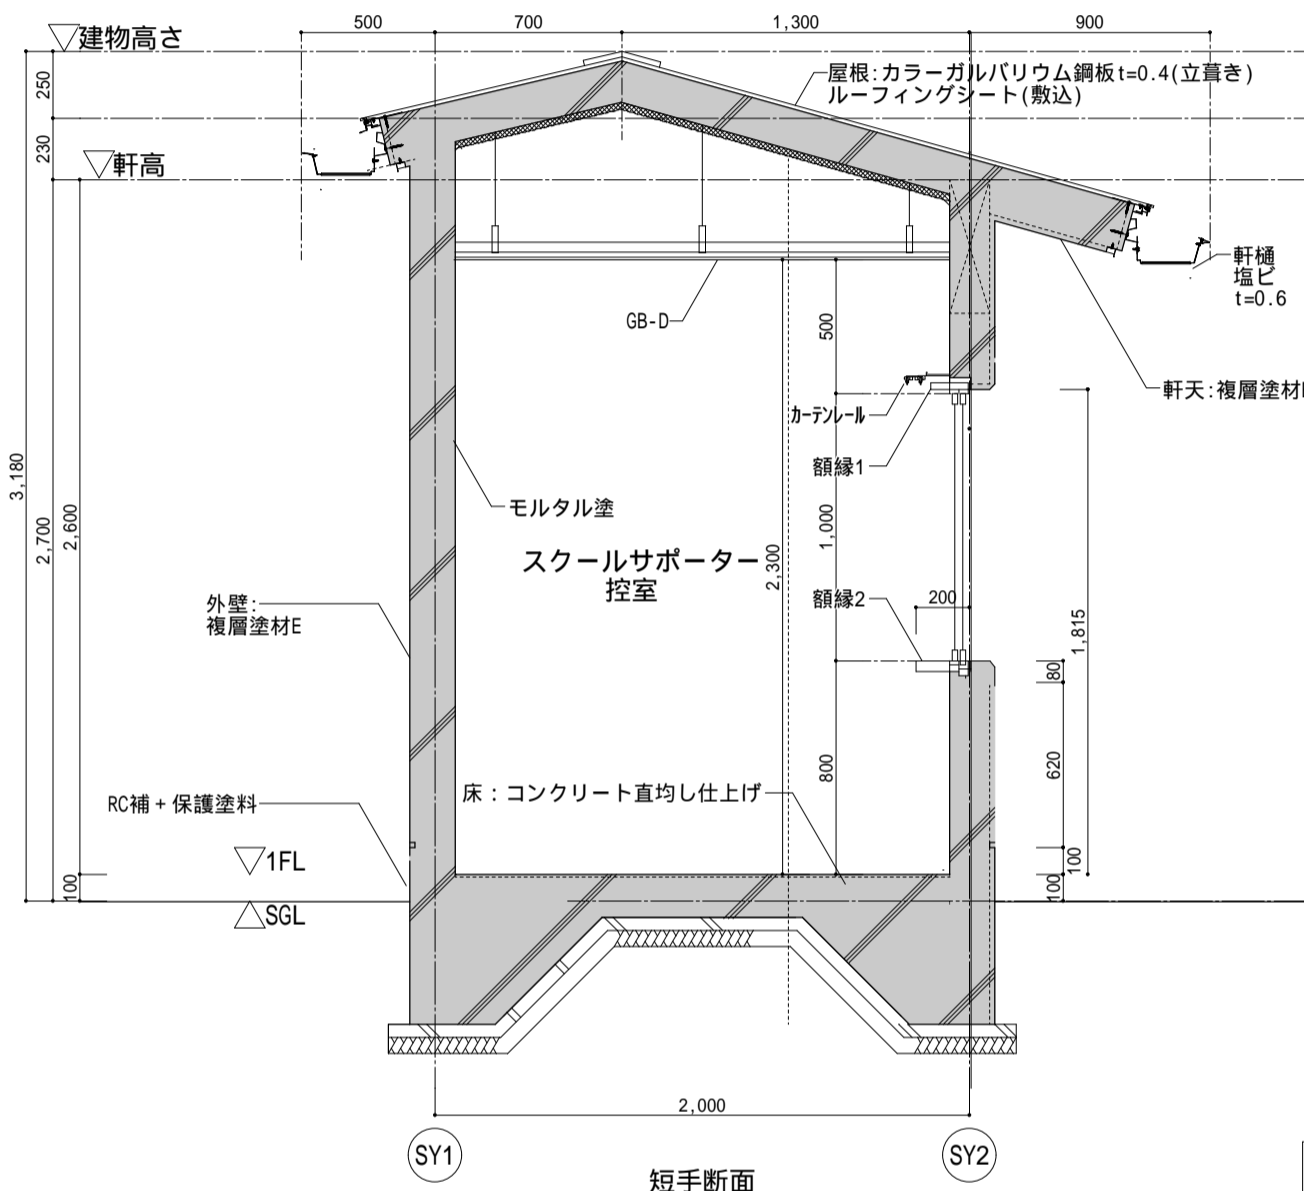 500
700
1,300
900
建物高さ
250
屋根:カラーガルバリウム鋼板t=0.4(立葺き)
ルーフィングシート(敷込)
230
軒高
軒樋
塩ビ
t=0.6
GB-D
500
カーテンレール
軒天:複層塗材
額縁1
3,180
2,700
2,600
モルタル塗
1,000
スクールサポーター
控室
2,300
外壁:
複層塗材E
額縁2
200
1,815
80
RC補+保護塗料
床:コンクリート直均し仕上げ
800
620
1FL
100
100
100
SGL
2,000
SY1
SY2
短手断面